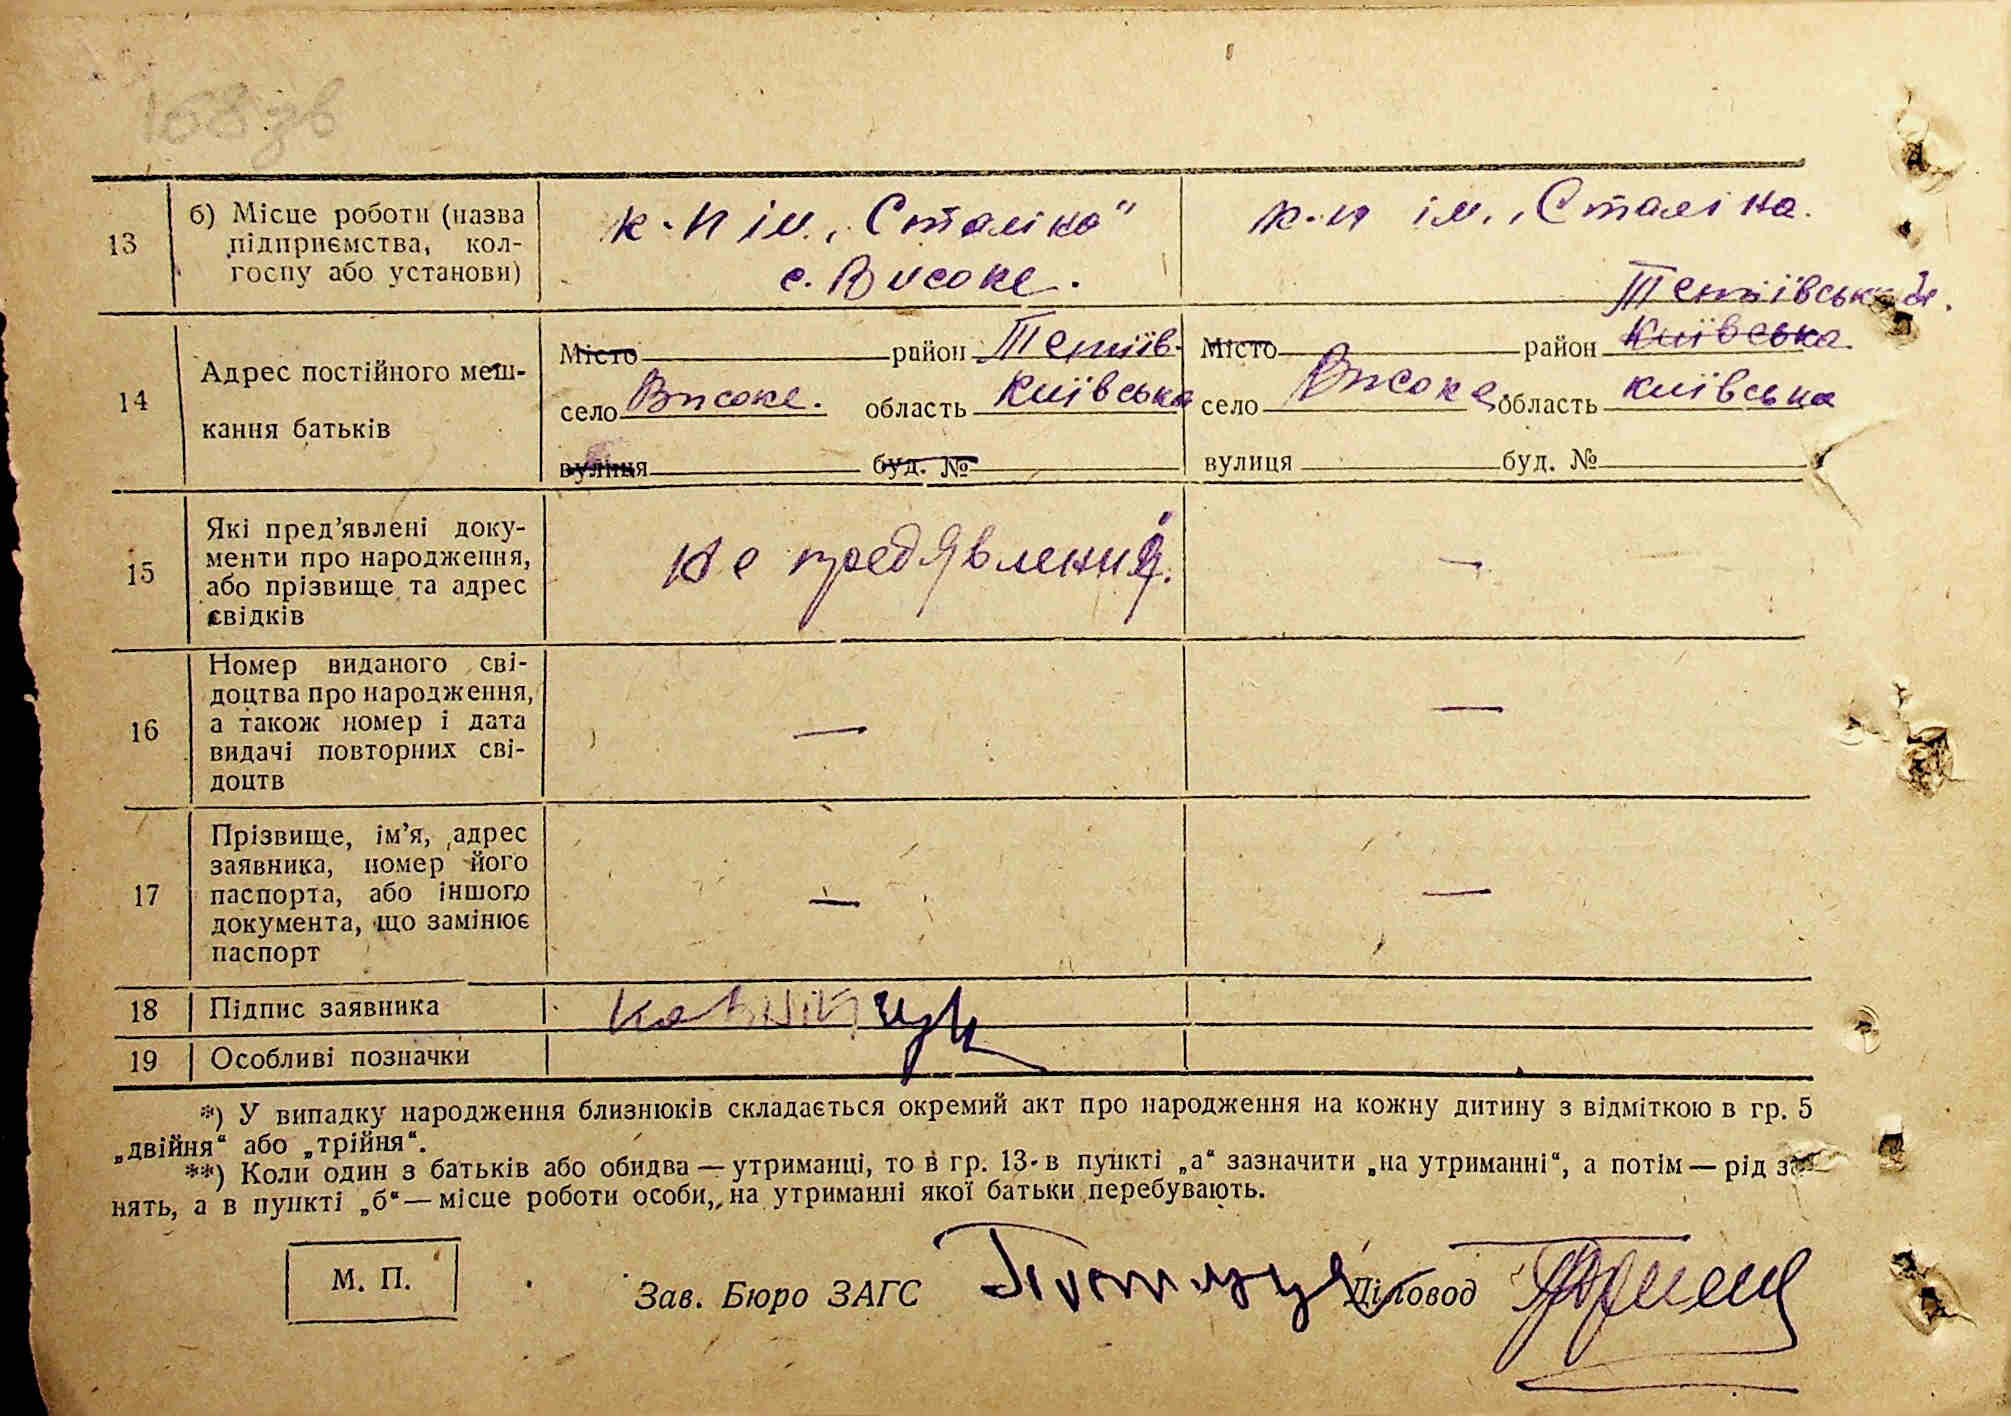 168 зв
13 б) Місце роботи (назва підприємства, колгоспу або установи)
к-п ім. „Сталіна"
с. Високе.
к-п ім. „Сталіна.
14 Адрес постійного мешкання батьків
Місто район Тетіїв-
село Високе. область Київська
вулиця буд. №
Тетіївський.
Місто район Київська
село Високе область Київська
вулиця буд. №
15 Які пред'явлені документи про народження, або прізвище та адрес свідків
Не предявлений. —
16 Номер виданого свідоцтва про народження, а також номер і дата видачі повторних свідоцтв
— —
17 Прізвище, ім'я, адрес заявника, номер його паспорта, або іншого документа, що замінює паспорт
— —
18 Підпис заявника
19 Особливі позначки
*) У випадку народження близнюків складається окремий акт про народження на кожну дитину з відміткою в гр. 5
„двійня" або „трійня".
**) Коли один з батьків або обидва — утриманці, то в гр. 13 в пункті „а" зазначити „на утриманні", а потім — рід за-
нять, а в пункті „б" — місце роботи особи, на утриманні якої батьки перебувають.
М. П.
Зав. Бюро ЗАГС Діловод